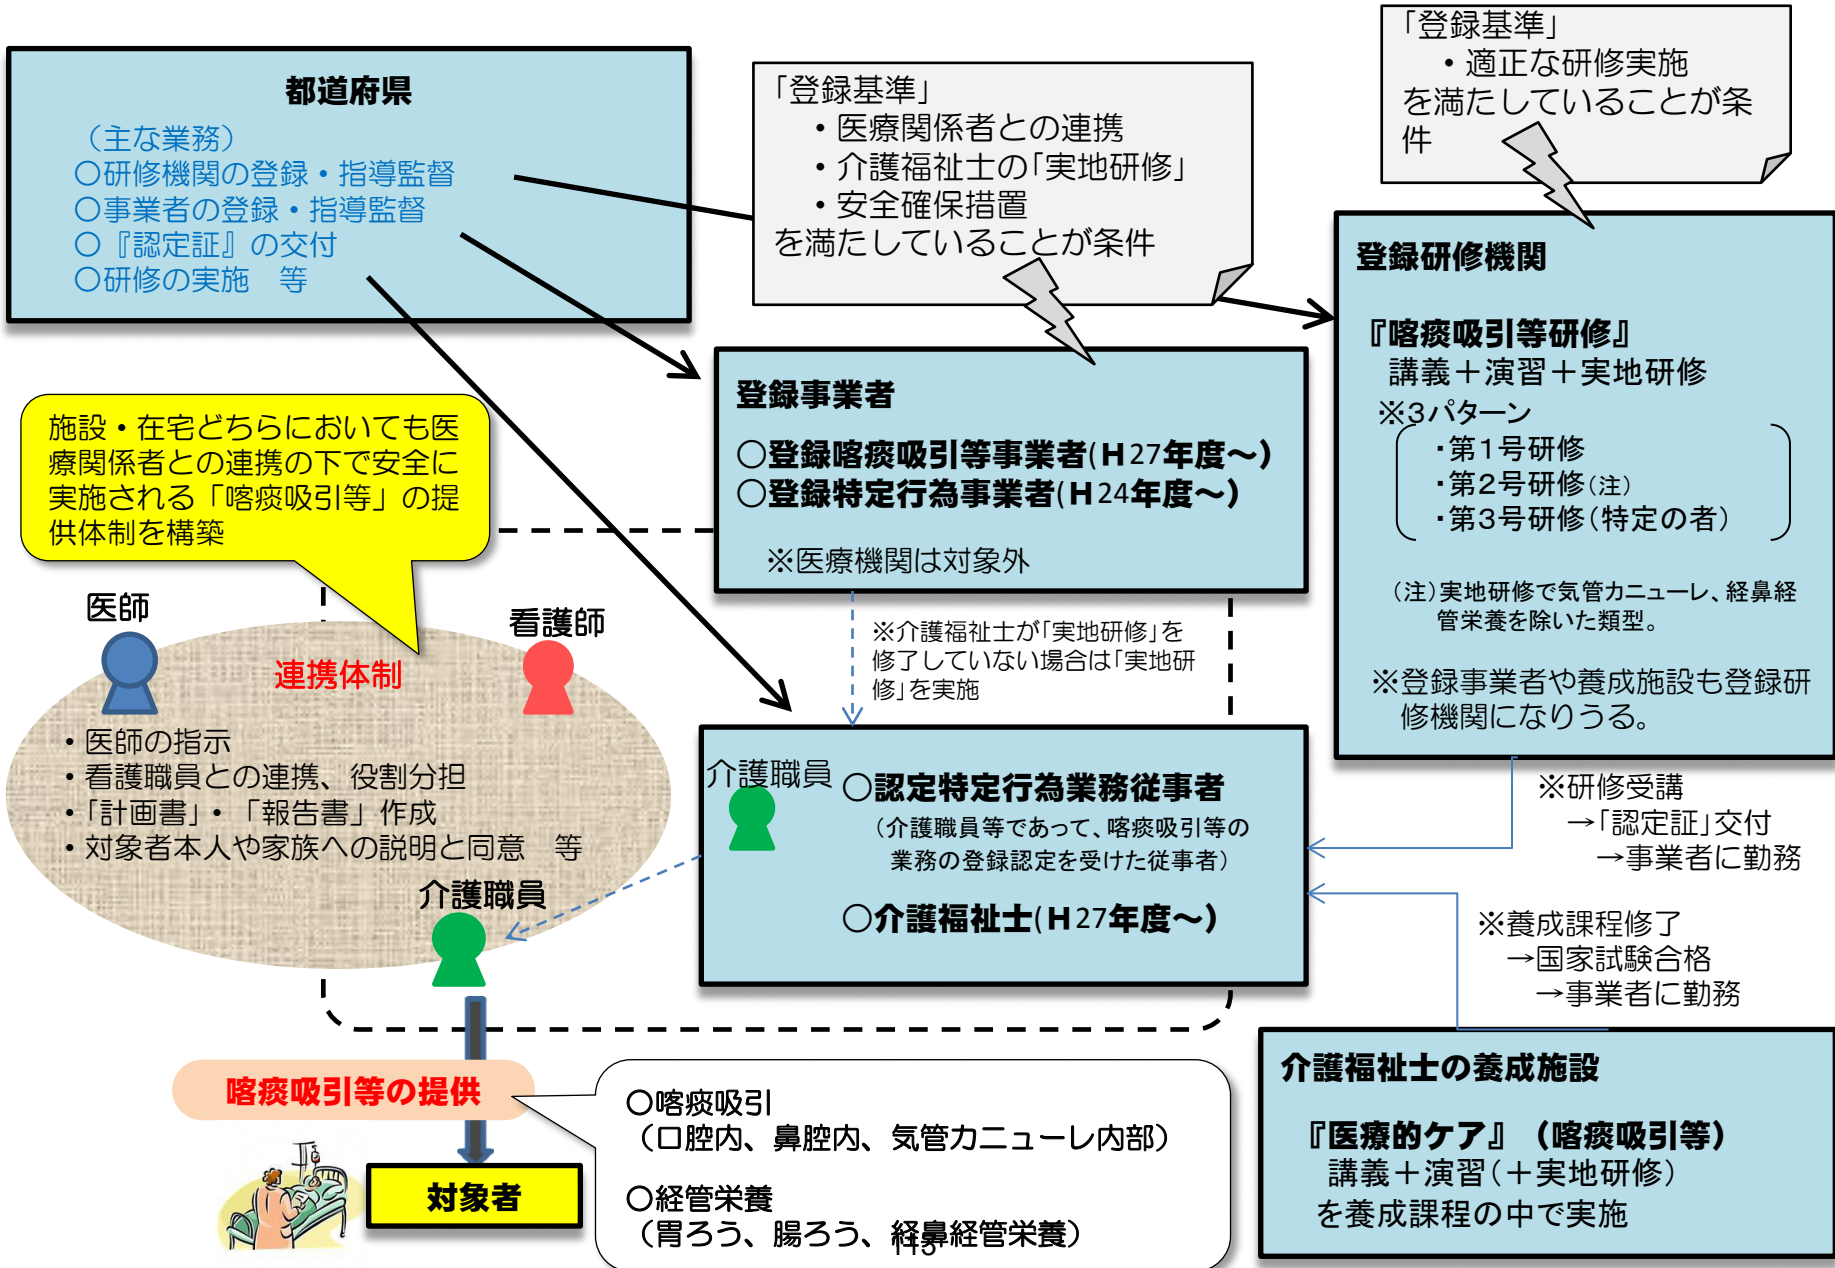 都道府県
（主な業務）
○研修機関の登録・指導監督
○事業者の登録・指導監督
○『認定証』の交付
○研修の実施　等
「登録基準」
・医療関係者との連携
・介護福祉士の「実地研修」
・安全確保措置
を満たしていることが条件
「登録基準」
・適正な研修実施
を満たしていることが条
件
登録研修機関
『喀痰吸引等研修』
講義＋演習＋実地研修
※3パターン
・第1号研修
・第2号研修（注）
・第3号研修（特定の者）
（注）実地研修で気管カニューレ、経鼻経
管栄養を除いた類型。
※登録事業者や養成施設も登録研
修機関になりうる。
登録事業者
○登録喀痰吸引等事業者(H27年度～)
○登録特定行為事業者(H24年度～)
※医療機関は対象外
施設・在宅どちらにおいても医
療関係者との連携の下で安全に
実施される「喀痰吸引等」の提
供体制を構築
医師
看護師
連携体制
・医師の指示
・看護職員との連携、役割分担
・「計画書」・「報告書」作成
・対象者本人や家族への説明と同意　等
介護職員
※介護福祉士が「実地研修」を
修了していない場合は「実地研
修」を実施
介護職員
○認定特定行為業務従事者
（介護職員等であって、喀痰吸引等の
業務の登録認定を受けた従事者）
○介護福祉士(H27年度～)
※研修受講
→「認定証」交付
→事業者に勤務
※養成課程修了
→国家試験合格
→事業者に勤務
介護福祉士の養成施設
『医療的ケア』（喀痰吸引等）
講義＋演習（＋実地研修）
を養成課程の中で実施
喀痰吸引等の提供
対象者
○喀痰吸引
（口腔内、鼻腔内、気管カニューレ内部）
○経管栄養
（胃ろう、腸ろう、経鼻経管栄養）